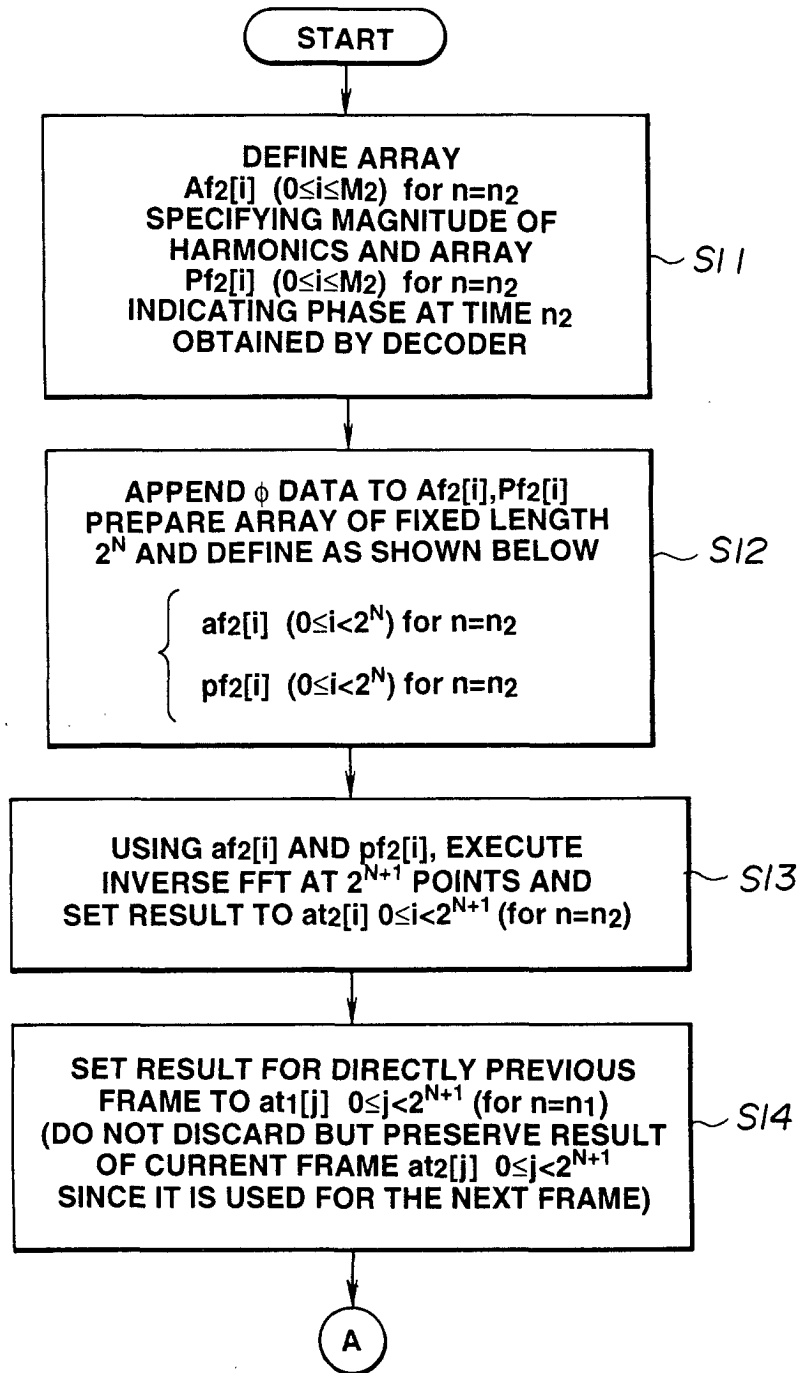 START
DEFINE ARRAY
Af2[i] (0≤i≤M2) for n=n2
SPECIFYING MAGNITUDE OF
HARMONICS AND ARRAY
Pf2[i] (0≤i≤M2) for n=n2
INDICATING PHASE AT TIME n2
OBTAINED BY DECODER
S11
APPEND ϕ DATA TO Af2[i],Pf2[i]
PREPARE ARRAY OF FIXED LENGTH
2^N AND DEFINE AS SHOWN BELOW
af2[i] (0≤i<2^N) for n=n2
pf2[i] (0≤i<2^N) for n=n2
S12
USING af2[i] AND pf2[i], EXECUTE
INVERSE FFT AT 2^N+1 POINTS AND
SET RESULT TO at2[i] 0≤i<2^N+1 (for n=n2)
S13
SET RESULT FOR DIRECTLY PREVIOUS
FRAME TO at1[j] 0≤j<2^N+1 (for n=n1)
(DO NOT DISCARD BUT PRESERVE RESULT
OF CURRENT FRAME at2[j] 0≤j<2^N+1
SINCE IT IS USED FOR THE NEXT FRAME)
S14
A